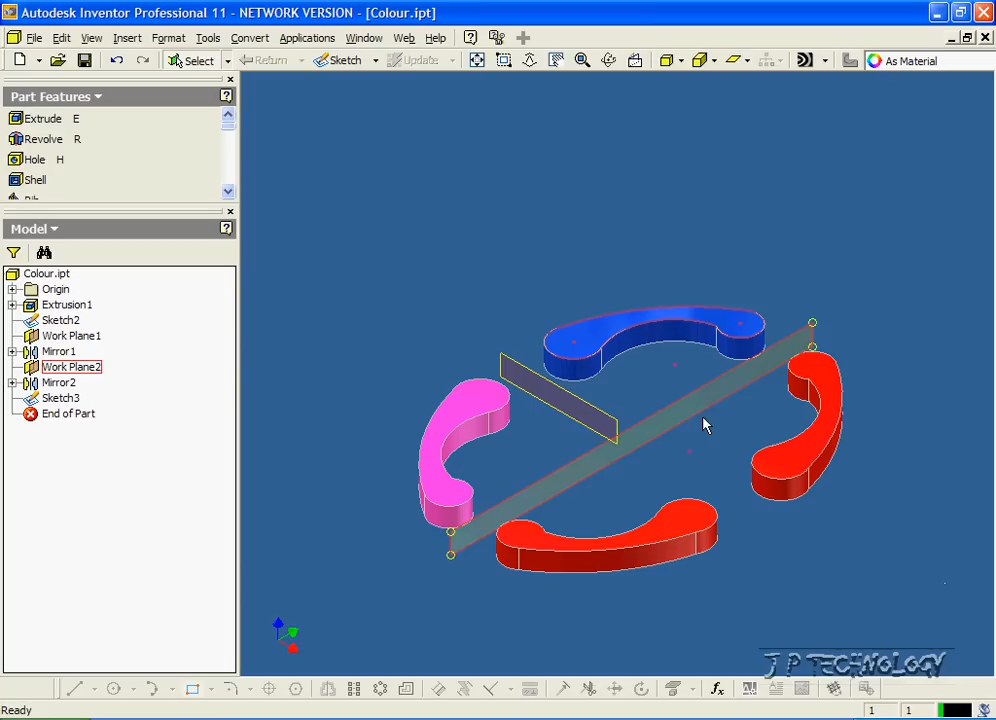 Autodesk Inventor Professional 11 - NETWORK VERSION - [Colour.ipt]
File Edit View Insert Format Tools Convert Applications Window Web Help
Select Return Sketch Update As Material
Part Features
Extrude E
Revolve R
Hole H
Shell
Model
Colour.ipt
Origin
Extrusion1
Sketch2
Work Plane1
Mirror1
Work Plane2
Mirror2
Sketch3
End of Part
J P TECHNOLOGY
Ready 1 1